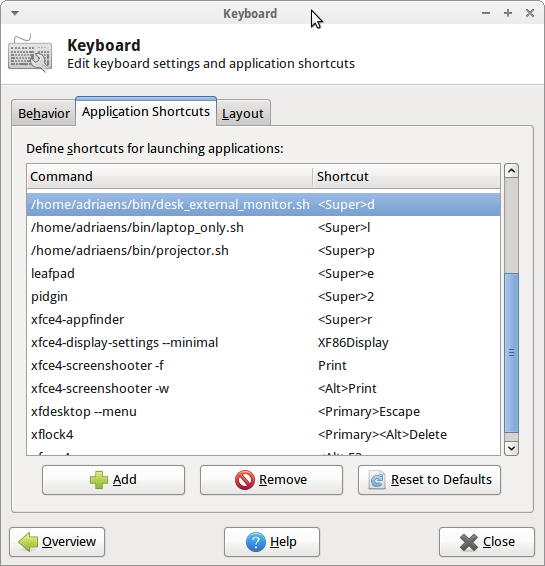 Keyboard
Keyboard
Edit keyboard settings and application shortcuts
Behavior Application Shortcuts Layout
Define shortcuts for launching applications:
Command Shortcut
/home/adriaens/bin/desk_external_monitor.sh <Super>d
/home/adriaens/bin/laptop_only.sh <Super>l
/home/adriaens/bin/projector.sh <Super>p
leafpad <Super>e
pidgin <Super>2
xfce4-appfinder <Super>r
xfce4-display-settings --minimal XF86Display
xfce4-screenshooter -f Print
xfce4-screenshooter -w <Alt>Print
xfdesktop --menu <Primary>Escape
xflock4 <Primary><Alt>Delete
Add Remove Reset to Defaults
Overview Help Close